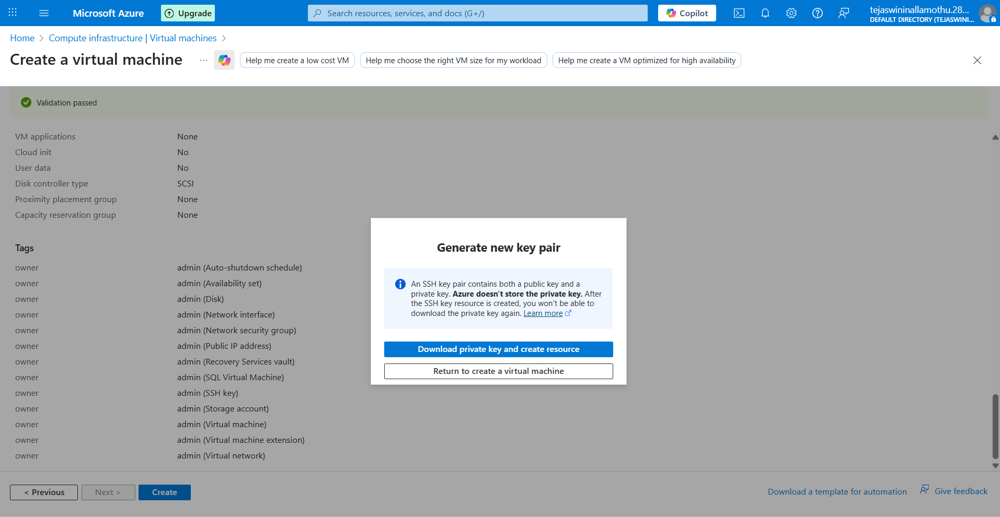 Microsoft Azure
Upgrade
Search resources, services, and docs (G+/)
Copilot
tejaswininallamothu.28...
DEFAULT DIRECTORY (TEJASWINI...
Home > Compute infrastructure | Virtual machines >
Create a virtual machine
...
Help me create a low cost VM
Help me choose the right VM size for my workload
Help me create a VM optimized for high availability
Validation passed
VM applications None
Cloud init No
User data No
Disk controller type SCSI
Proximity placement group None
Capacity reservation group None
Tags
owner admin (Auto-shutdown schedule)
owner admin (Availability set)
owner admin (Disk)
owner admin (Network interface)
owner admin (Network security group)
owner admin (Public IP address)
owner admin (Recovery Services vault)
owner admin (SQL Virtual Machine)
owner admin (SSH key)
owner admin (Storage account)
owner admin (Virtual machine)
owner admin (Virtual machine extension)
owner admin (Virtual network)
Generate new key pair
An SSH key pair contains both a public key and a
private key. Azure doesn't store the private key. After
the SSH key resource is created, you won't be able to
download the private key again. Learn more
Download private key and create resource
Return to create a virtual machine
< Previous
Next >
Create
Download a template for automation
Give feedback